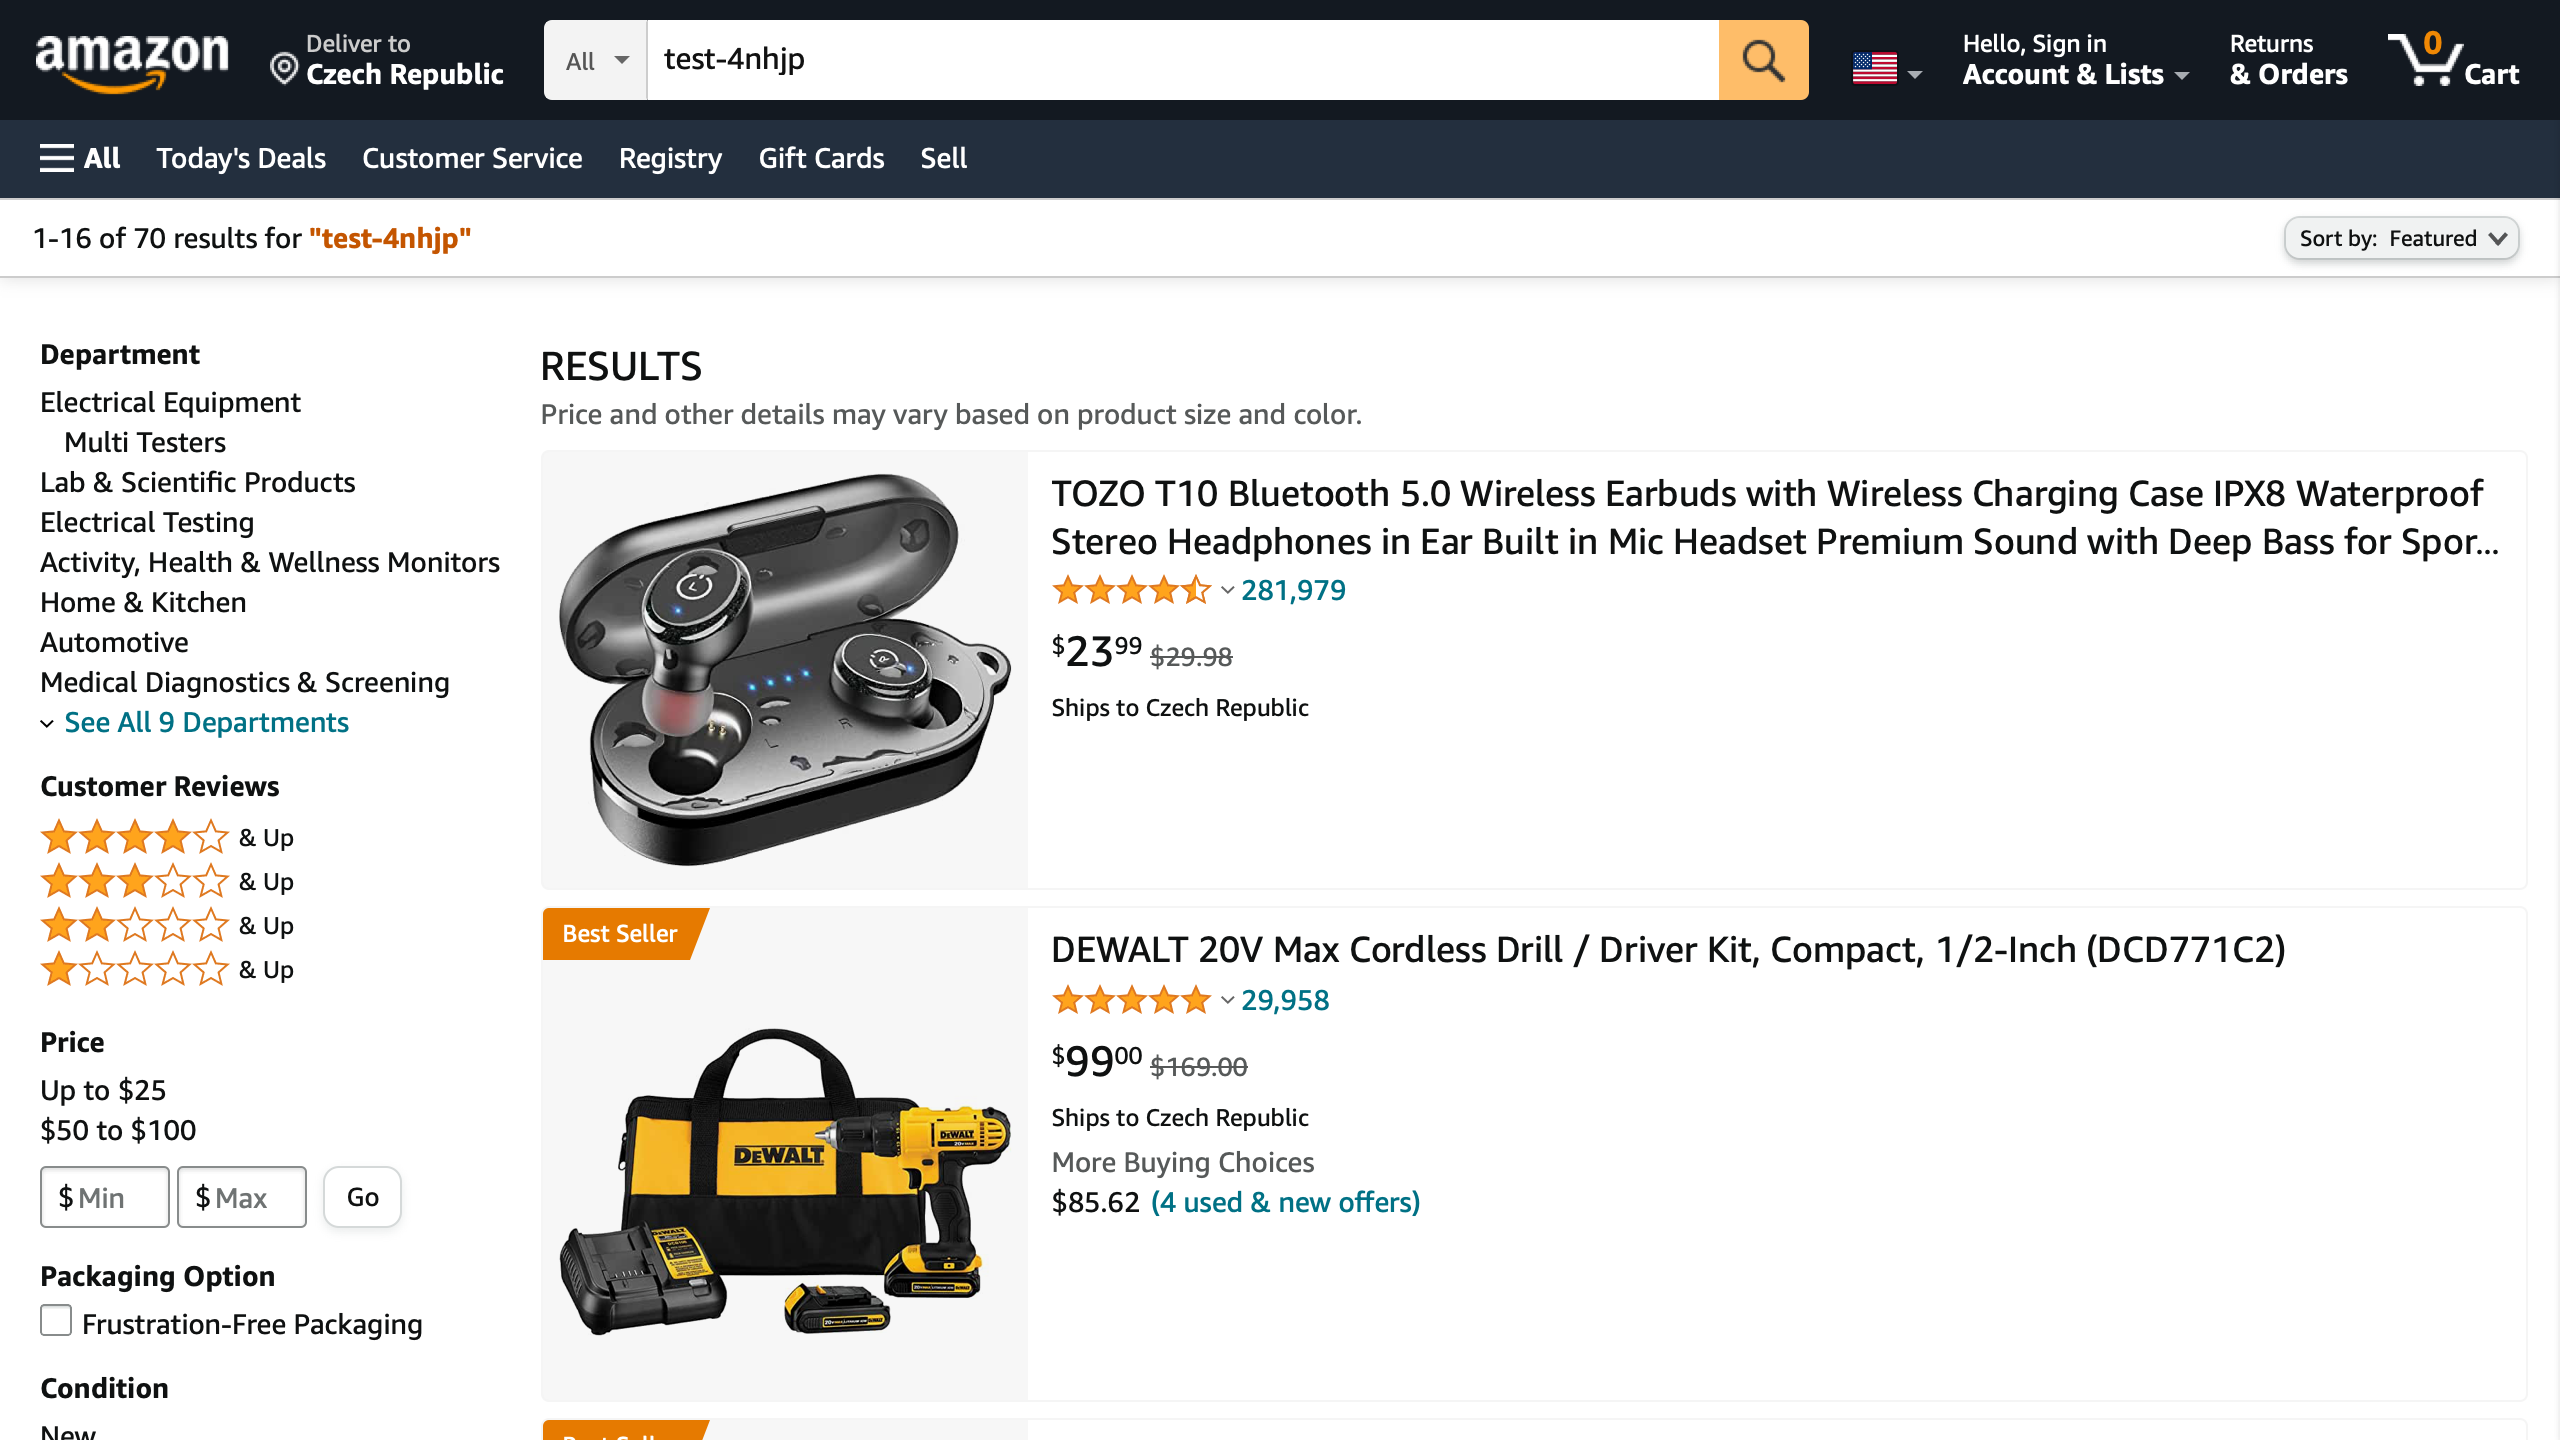 amazon
Deliver to
Czech Republic
All
test-4nhjp
Hello, Sign in
Account & Lists
Returns
& Orders
0
Cart
All
Today's Deals
Customer Service
Registry
Gift Cards
Sell
1-16 of 70 results for "test-4nhjp"
Sort by: Featured
Department
Electrical Equipment
Multi Testers
Lab & Scientific Products
Electrical Testing
Activity, Health & Wellness Monitors
Home & Kitchen
Automotive
Medical Diagnostics & Screening
See All 9 Departments
Customer Reviews
& Up
& Up
& Up
& Up
Price
Up to $25
$50 to $100
$ Min
$ Max
Go
Packaging Option
Frustration-Free Packaging
Condition
New
RESULTS
Price and other details may vary based on product size and color.
L
R
L
R
TOZO T10 Bluetooth 5.0 Wireless Earbuds with Wireless Charging Case IPX8 Waterproof
Stereo Headphones in Ear Built in Mic Headset Premium Sound with Deep Bass for Spor...
281,979
$23 99 $29.98
Ships to Czech Republic
Best Seller
DEWALT
DEWALT
DEWALT 20V Max Cordless Drill / Driver Kit, Compact, 1/2-Inch (DCD771C2)
29,958
$99 00 $169.00
Ships to Czech Republic
More Buying Choices
$85.62 (4 used & new offers)
Best Seller